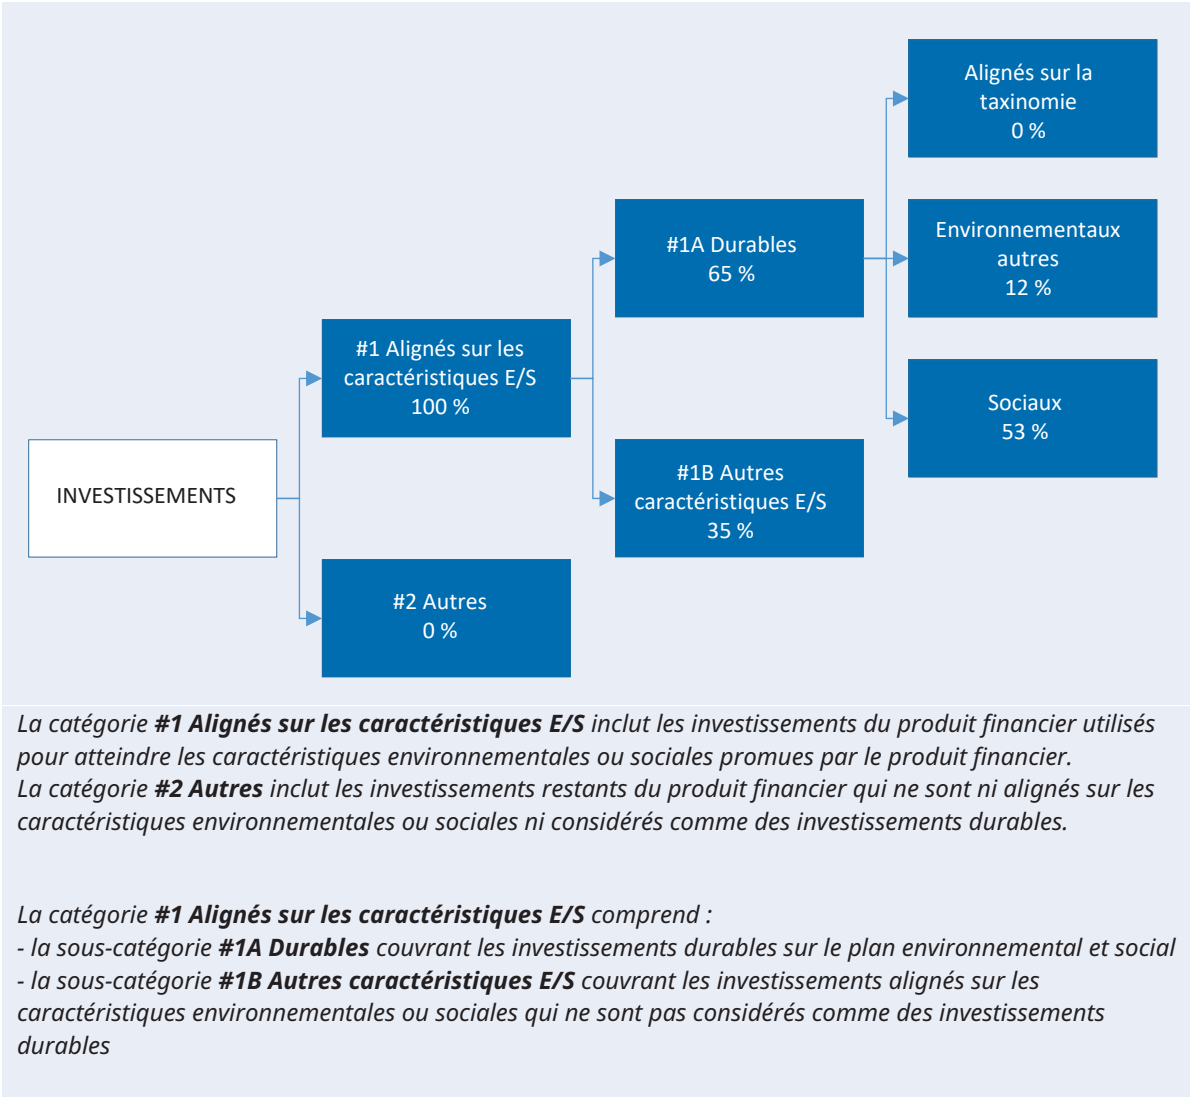 Alignés sur la
taxinomie
0 %
#1A Durables
65 %
Environnementaux
autres
12 %
#1 Alignés sur les
caractéristiques E/S
100 %
Sociaux
53 %
INVESTISSEMENTS
#1B Autres
caractéristiques E/S
35 %
#2 Autres
0 %
La catégorie #1 Alignés sur les caractéristiques E/S inclut les investissements du produit financier utilisés
pour atteindre les caractéristiques environnementales ou sociales promues par le produit financier.
La catégorie #2 Autres inclut les investissements restants du produit financier qui ne sont ni alignés sur les
caractéristiques environnementales ou sociales ni considérés comme des investissements durables.
La catégorie #1 Alignés sur les caractéristiques E/S comprend :
- la sous-catégorie #1A Durables couvrant les investissements durables sur le plan environnemental et social
- la sous-catégorie #1B Autres caractéristiques E/S couvrant les investissements alignés sur les
caractéristiques environnementales ou sociales qui ne sont pas considérés comme des investissements
durables